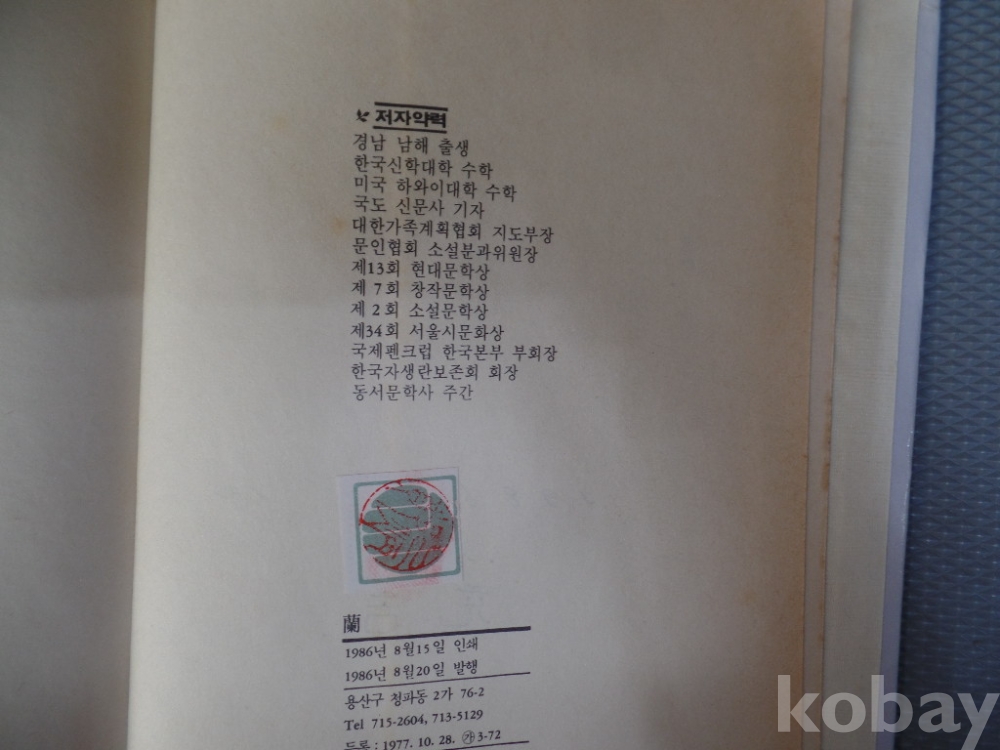 저자약력
경남 남해 출생
한국신학대학 수학
미국 하와이대학 수학
국도 신문사 기자
대한가족계획협회 지도부장
문인협회 소설분과위원장
제13회 현대문학상
제 7회 창작문학상
제 2회 소설문학상
제34회 서울시문화상
국제펜크럽 한국본부 부회장
한국자생란보존회 회장
동서문학사 주간
蘭
1986년 8월15일 인쇄
1986년 8월20일 발행
용산구 청파동 2가 76-2
Tel 715-2604, 713-5129
등록 : 1977. 10. 28. ㉮ 3-72
kobay